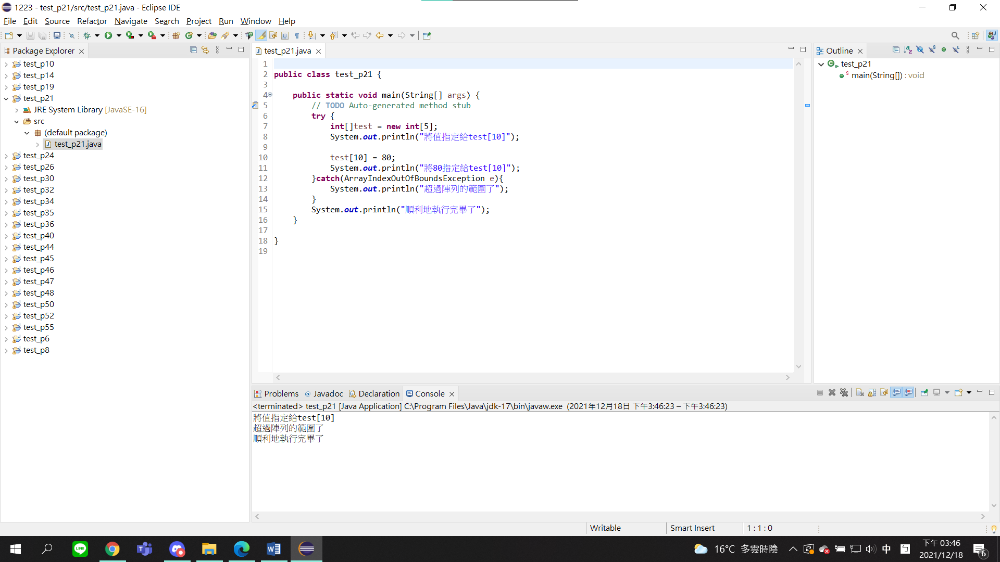 1223 - test_p21/src/test_p21.java - Eclipse IDE
File Edit Source Refactor Navigate Search Project Run Window Help
Package Explorer
test_p10
test_p14
test_p19
test_p21
JRE System Library [JavaSE-16]
src
(default package)
test_p21.java
test_p24
test_p26
test_p30
test_p32
test_p34
test_p35
test_p36
test_p40
test_p44
test_p45
test_p46
test_p47
test_p48
test_p50
test_p52
test_p55
test_p6
test_p8
test_p21.java
1
2 public class test_p21 {
3
4 public static void main(String[] args) {
5 // TODO Auto-generated method stub
6 try {
7 int[]test = new int[5];
8 System.out.println("將值指定給test[10]");
9
10 test[10] = 80;
11 System.out.println("將80指定給test[10]");
12 }catch(ArrayIndexOutOfBoundsException e){
13 System.out.println("超過陣列的範圍了");
14 }
15 System.out.println("順利地執行完畢了");
16 }
17
18 }
19
Outline
test_p21
main(String[]) : void
Problems @ Javadoc Declaration Console
<terminated> test_p21 [Java Application] C:\Program Files\Java\jdk-17\bin\javaw.exe (2021年12月18日 下午3:46:23 – 下午3:46:23)
將值指定給test[10]
超過陣列的範圍了
順利地執行完畢了
Writable Smart Insert 1 : 1 : 0
LINE
16°C 多雲時陰
中
下午 03:46
2021/12/18
6